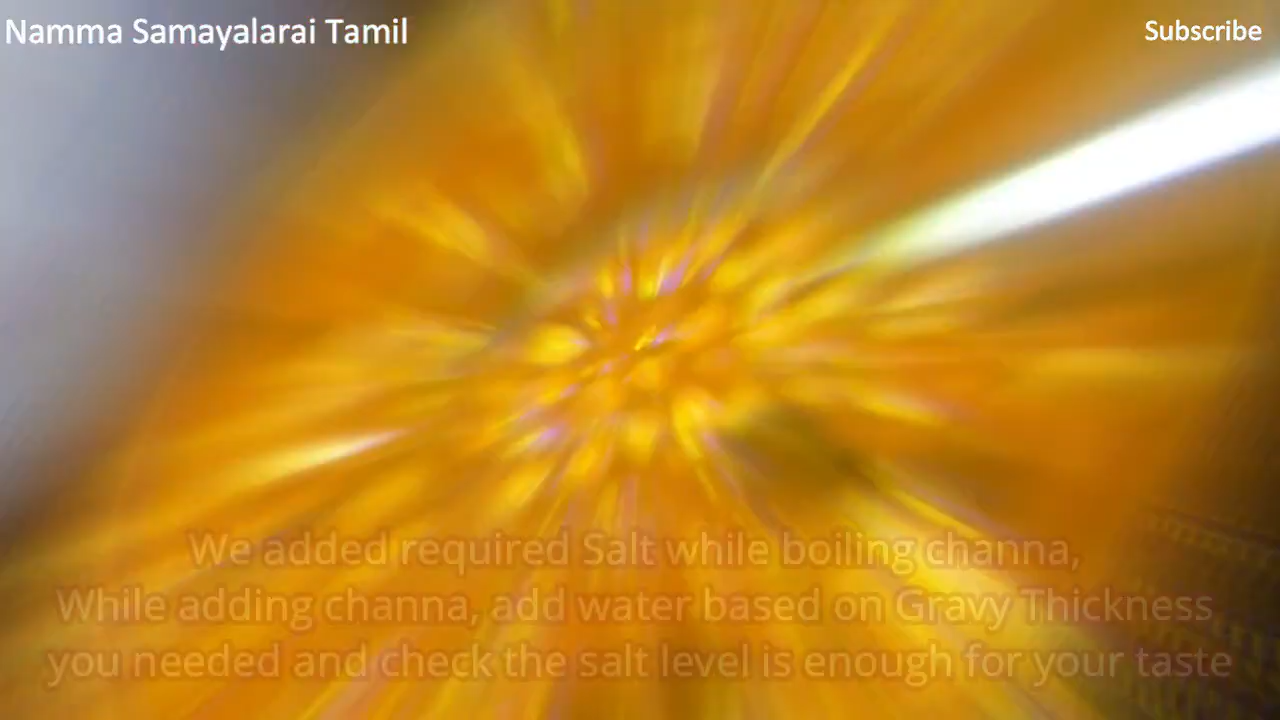 Namma Samayalarai Tamil
Subscribe
We added required Salt while boiling channa,
While adding channa, add water based on Gravy Thickness
you needed and check the salt level is enough for your taste